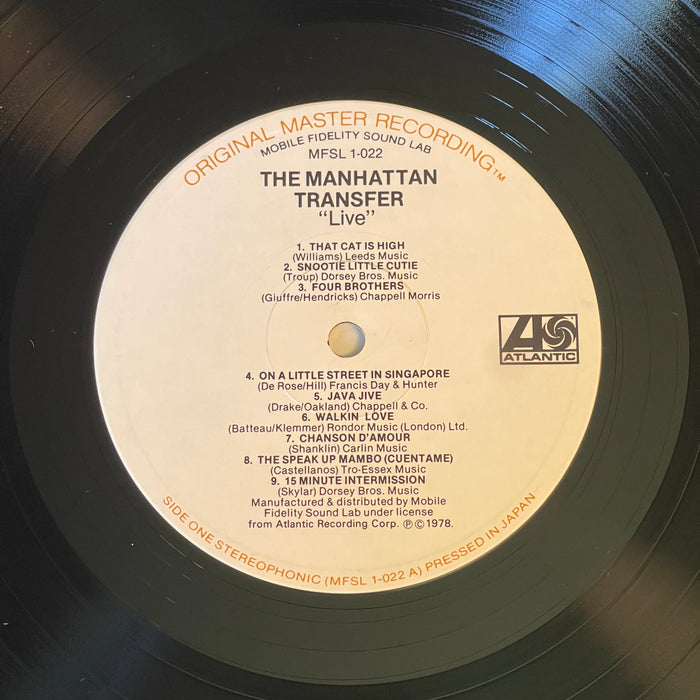 ORIGINAL MASTER RECORDING™
MOBILE FIDELITY SOUND LAB
MFSL 1-022
THE MANHATTAN
TRANSFER
"Live"
1. THAT CAT IS HIGH
(Williams) Leeds Music
2. SNOOTIE LITTLE CUTIE
(Troup) Dorsey Bros. Music
3. FOUR BROTHERS
(Giuffre/Hendricks) Chappell Morris
ATLANTIC
4. ON A LITTLE STREET IN SINGAPORE
(De Rose/Hill) Francis Day & Hunter
5. JAVA JIVE
(Drake/Oakland) Chappell & Co.
6. WALKIN LOVE
(Batteau/Klemmer) Rondor Music (London) Ltd.
7. CHANSON D'AMOUR
(Shanklin) Carlin Music
8. THE SPEAK UP MAMBO (CUENTAME)
(Castellanos) Tro-Essex Music
9. 15 MINUTE INTERMISSION
(Skylar) Dorsey Bros. Music
Manufactured & distributed by Mobile
Fidelity Sound Lab under license
from Atlantic Recording Corp. ℗©1978.
SIDE ONE STEREOPHONIC (MFSL 1-022 A) PRESSED IN JAPAN